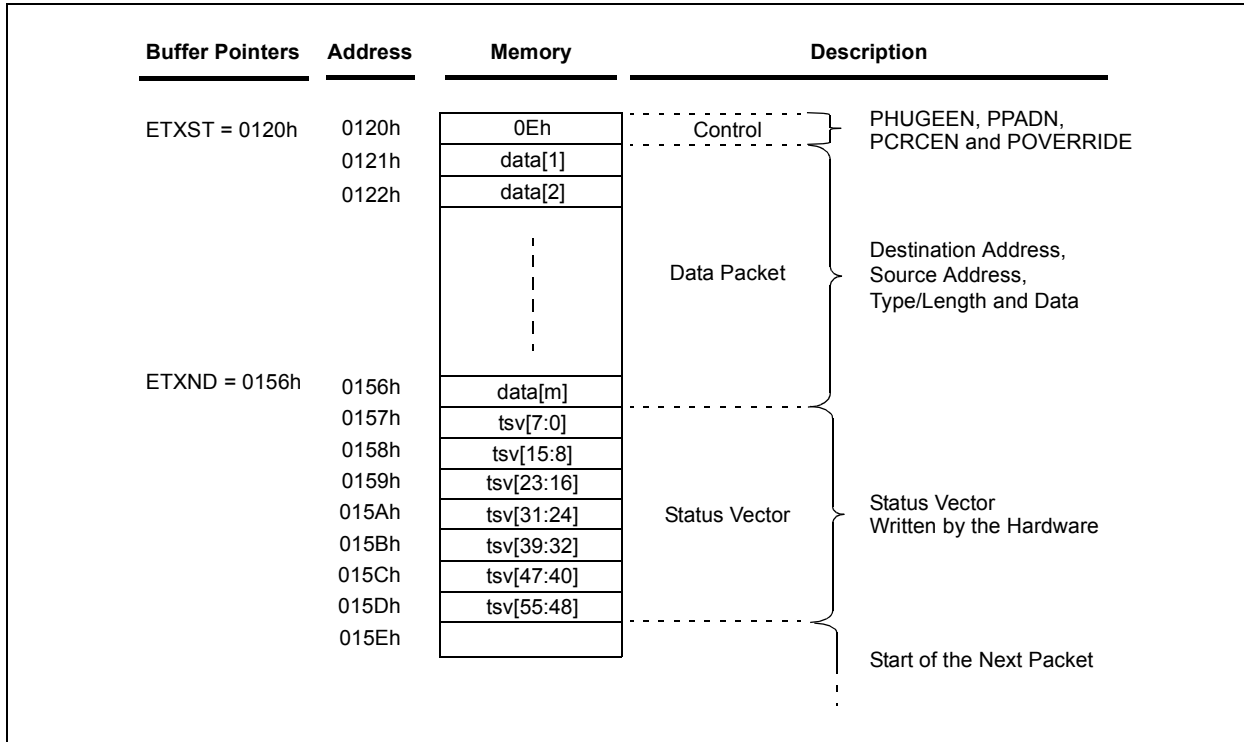 Buffer Pointers Address Memory Description
ETXST = 0120h 0120h 0Eh Control PHUGEEN, PPADN,
PCRCEN and POVERRIDE
0121h data[1]
0122h data[2]
Data Packet Destination Address,
Source Address,
Type/Length and Data
ETXND = 0156h 0156h data[m]
0157h tsv[7:0]
0158h tsv[15:8]
0159h tsv[23:16]
015Ah tsv[31:24] Status Vector Status Vector
Written by the Hardware
015Bh tsv[39:32]
015Ch tsv[47:40]
015Dh tsv[55:48]
015Eh
Start of the Next Packet